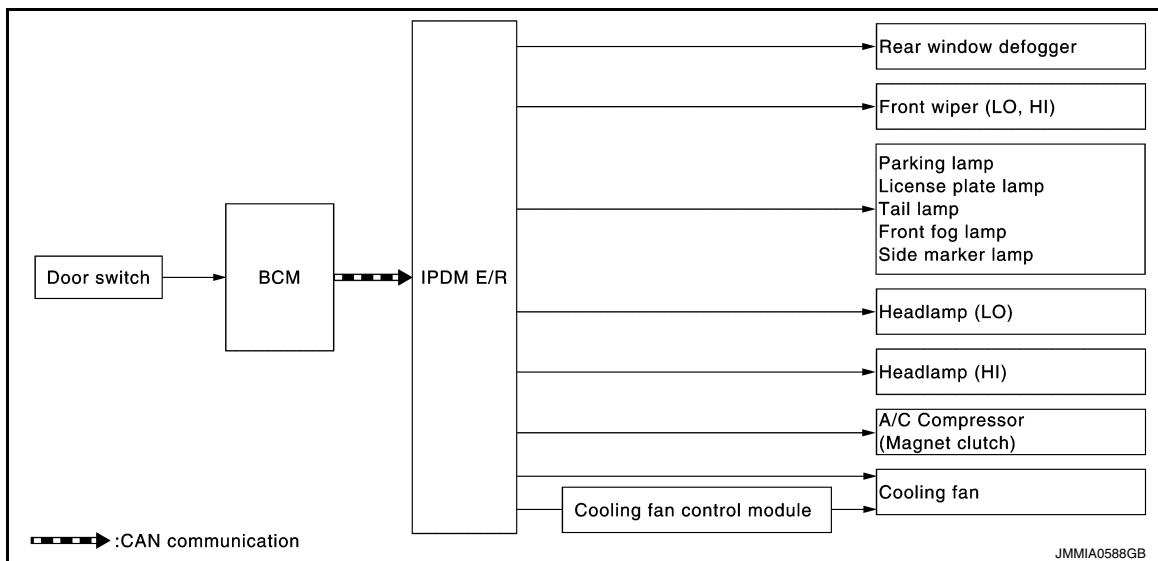 Rear window defogger
Front wiper (LO, HI)
Parking lamp
License plate lamp
Tail lamp
Front fog lamp
Side marker lamp
Door switch
BCM
IPDM E/R
Headlamp (LO)
Headlamp (HI)
A/C Compressor
(Magnet clutch)
Cooling fan
Cooling fan control module
:CAN communication
JMMIA0588GB